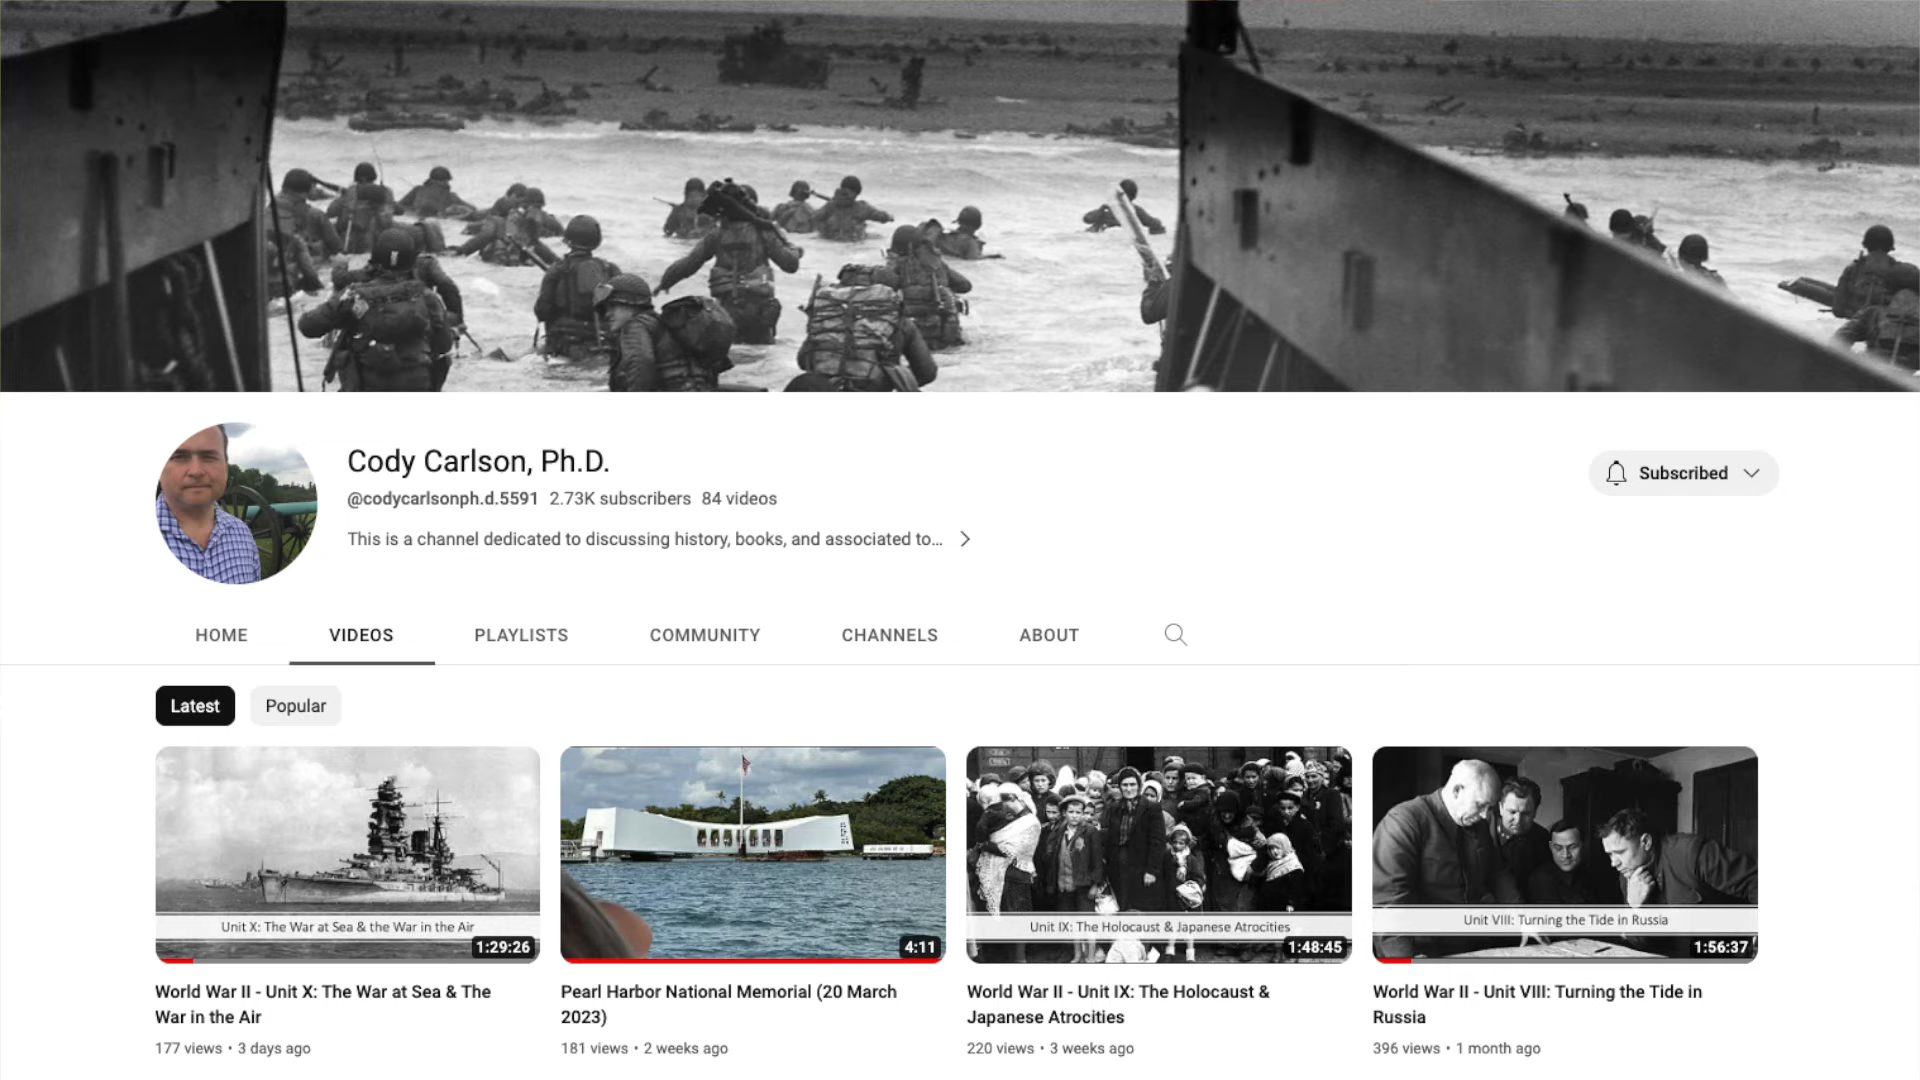 Cody Carlson, Ph.D.
@codycarlsonph.d.5591 2.73K subscribers 84 videos
This is a channel dedicated to discussing history, books, and associated to...
Subscribed
HOME VIDEOS PLAYLISTS COMMUNITY CHANNELS ABOUT
Latest Popular
Unit X: The War at Sea & the War in the Air
1:29:26
4:11
Unit IX: The Holocaust & Japanese Atrocities
1:48:45
Unit VIII: Turning the Tide in Russia
1:56:37
World War II - Unit X: The War at Sea & The
War in the Air
177 views • 3 days ago
Pearl Harbor National Memorial (20 March
2023)
181 views • 2 weeks ago
World War II - Unit IX: The Holocaust &
Japanese Atrocities
220 views • 3 weeks ago
World War II - Unit VIII: Turning the Tide in
Russia
396 views • 1 month ago